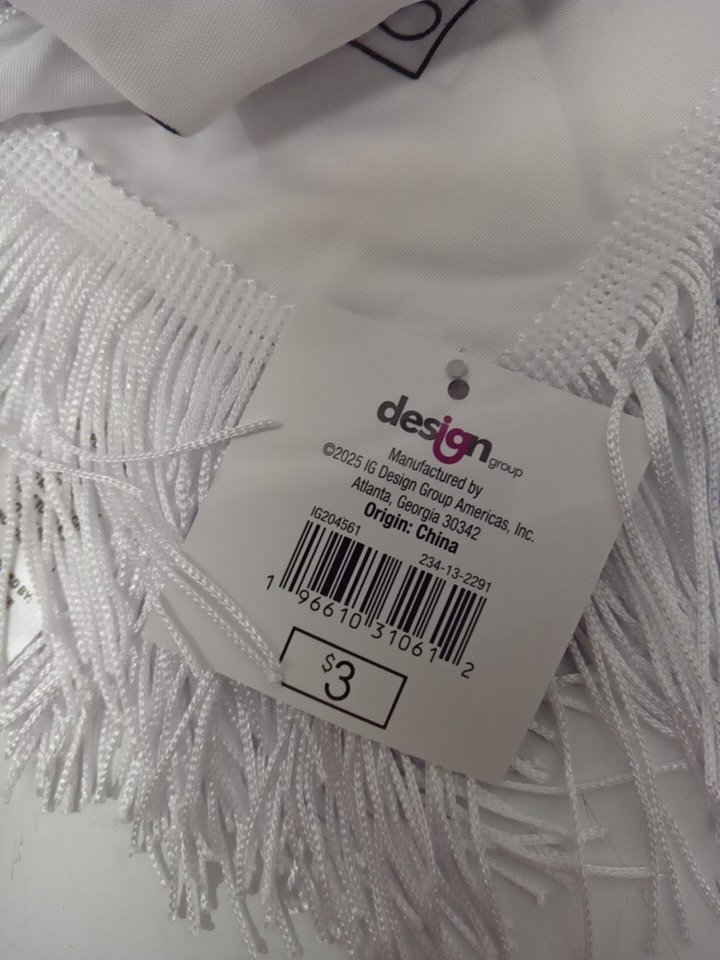 design
group
Manufactured by
©2025 IG Design Group Americas, Inc.
Atlanta, Georgia 30342
Origin: China
IG204561
234-13-2291
1 96610 31061 2
$3